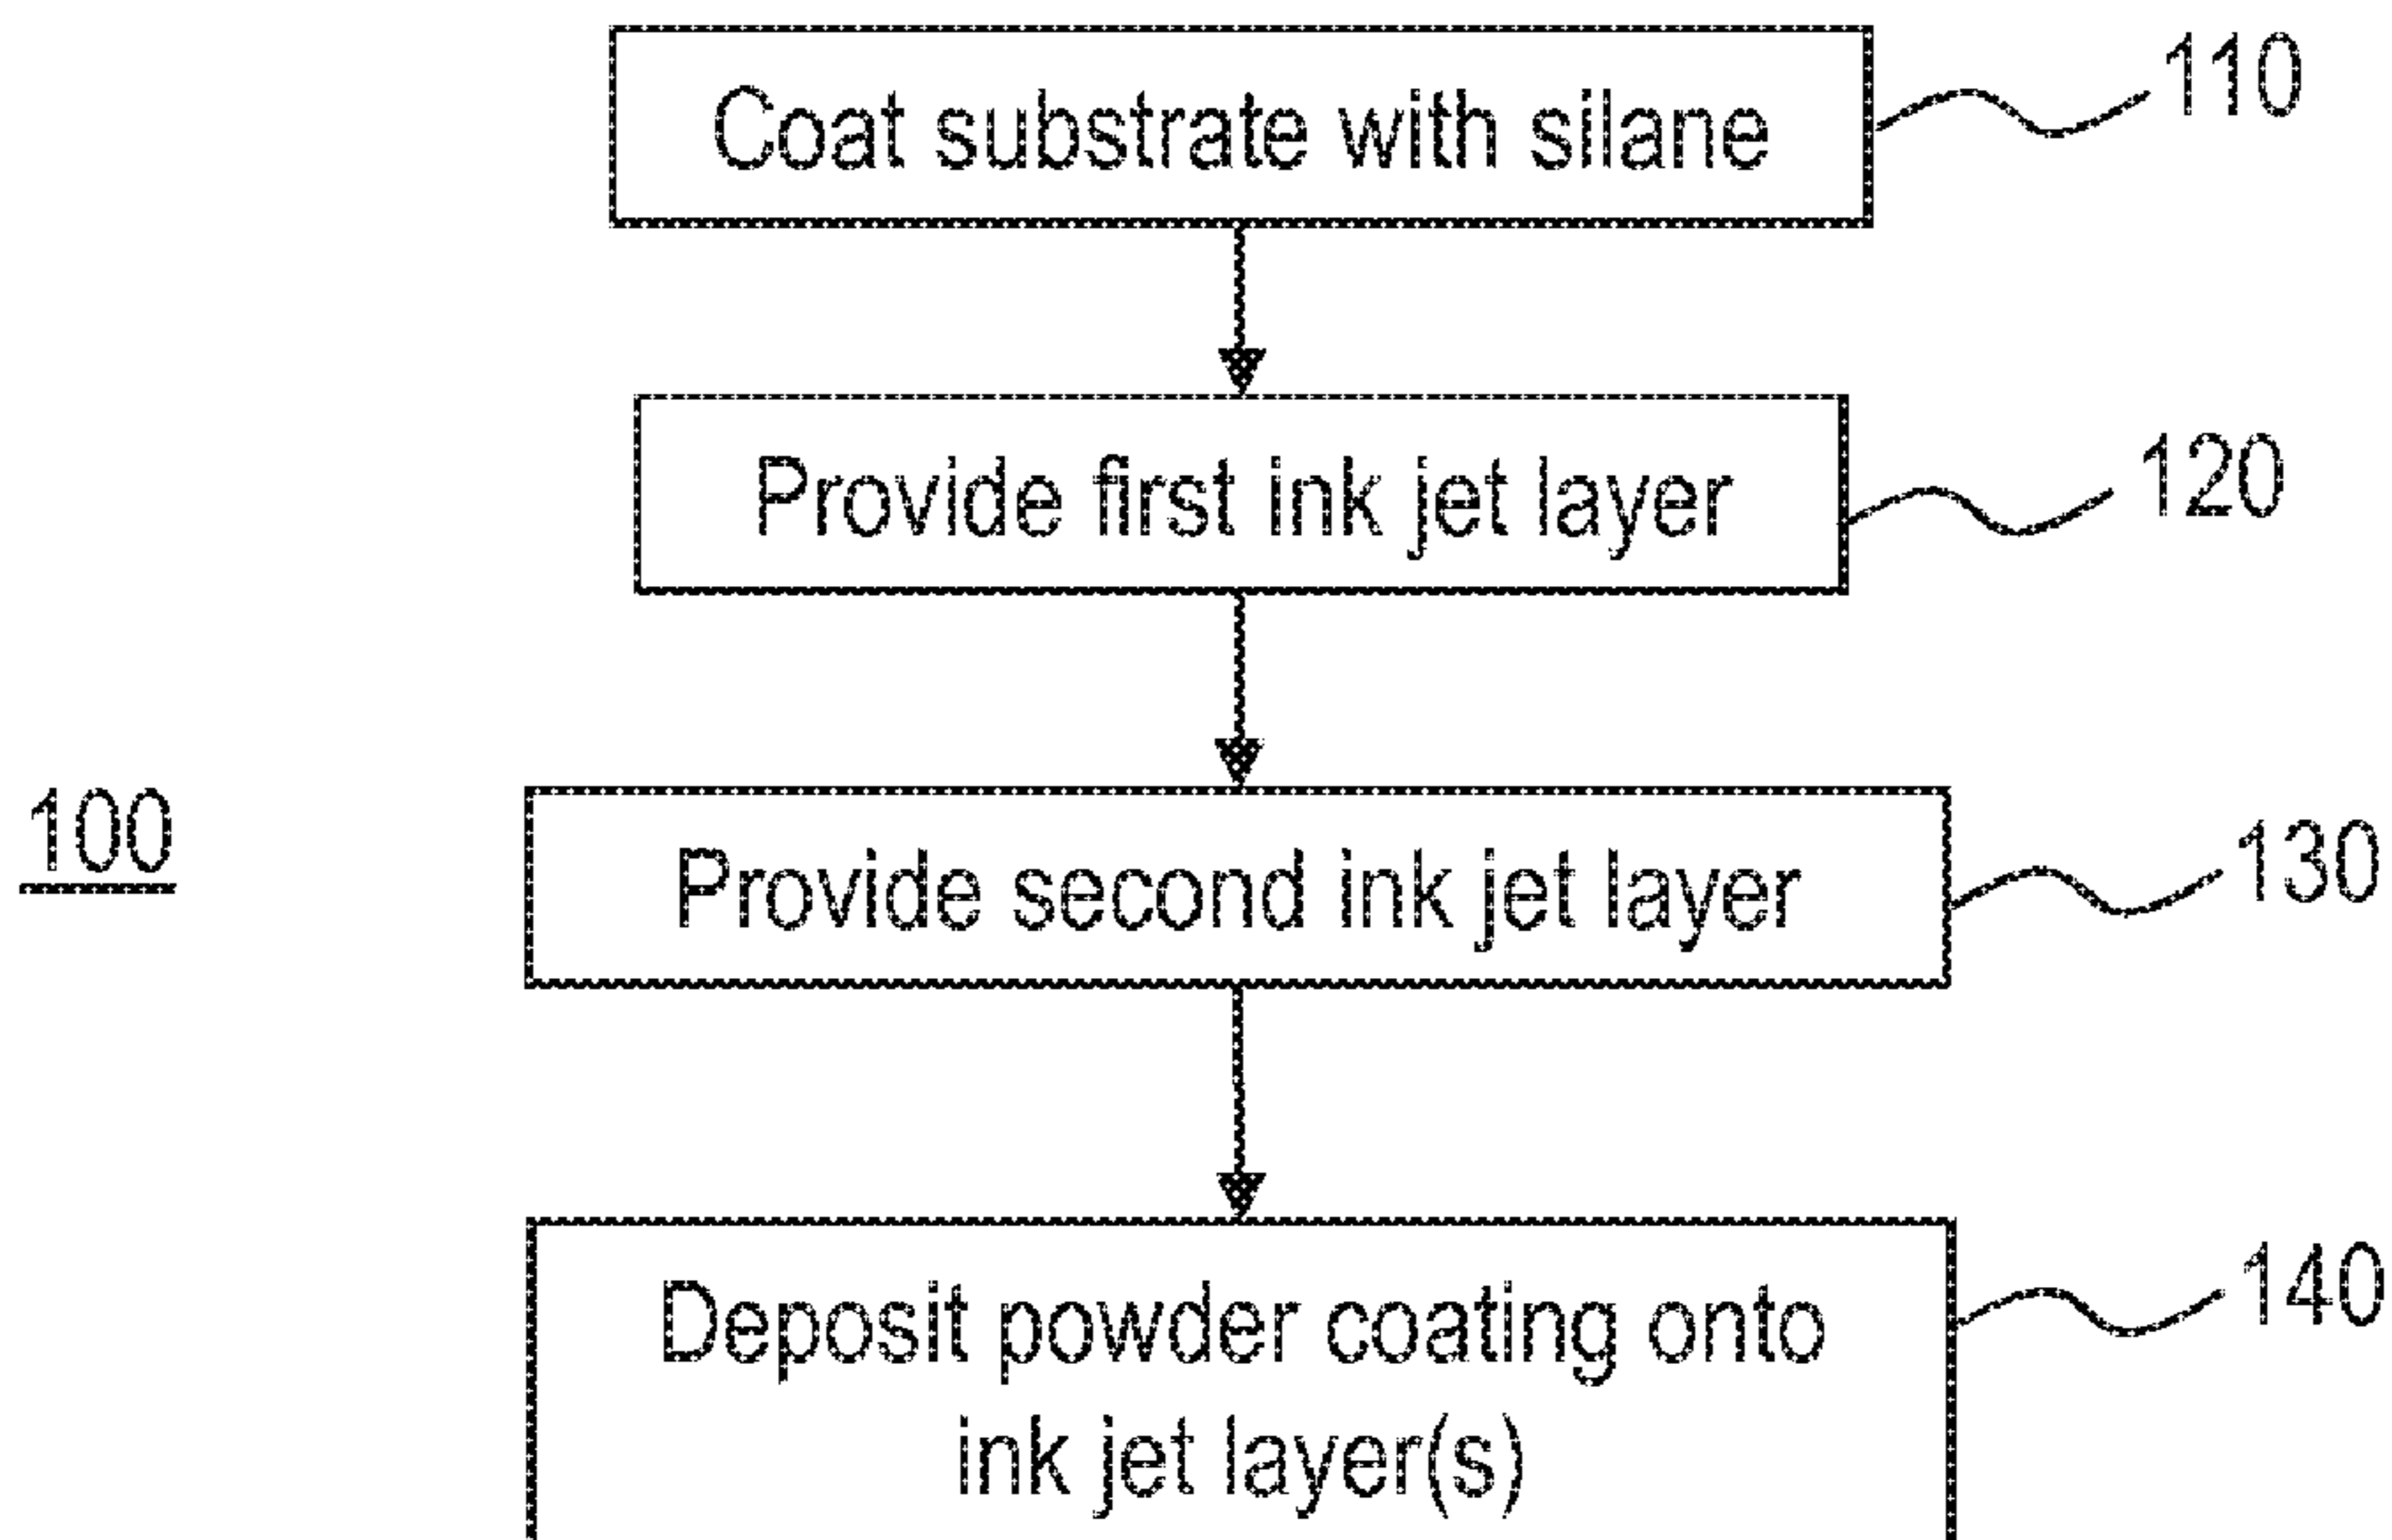 Coat substrate with silane
110
Provide first ink jet layer
120
100
Provide second ink jet layer
130
Deposit powder coating onto
ink jet layer(s)
140